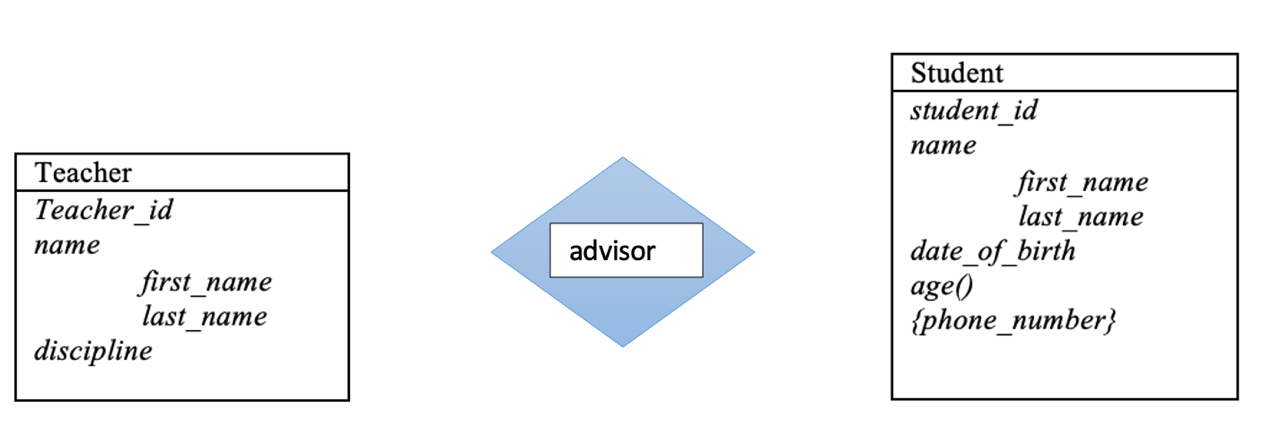 Teacher
Teacher_id
name
first_name
last_name
discipline
advisor
Student
student_id
name
first_name
last_name
date_of_birth
age()
{phone_number}